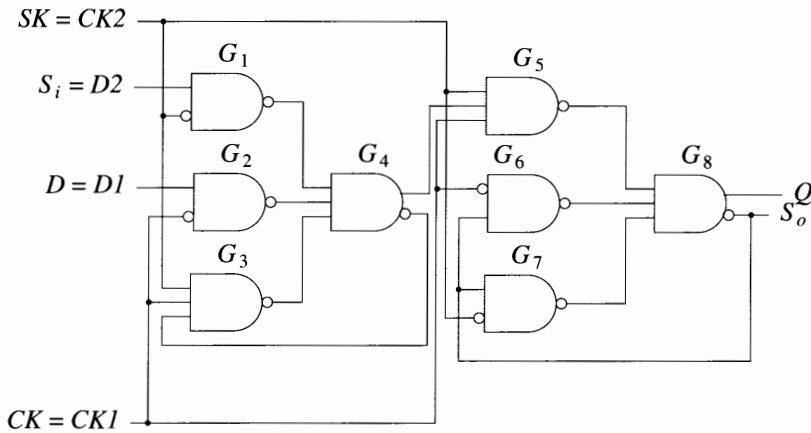 SK = CK2
G1 G5
Si = D2
G2 G4 G6 G8
D = D1
Q
So
G3 G7
CK = CK1